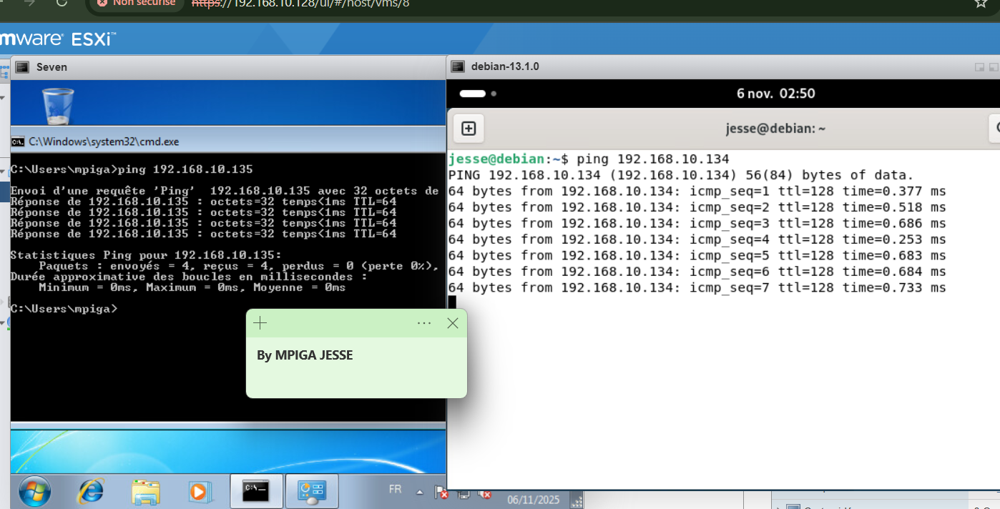 Non sécurisé
https://192.168.10.128/ui/#/host/vms/8
mware® ESXi™
Seven
C:\Windows\system32\cmd.exe
C:\Users\mpiga>ping 192.168.10.135
Envoi d'une requête 'Ping'  192.168.10.135 avec 32 octets de
Réponse de 192.168.10.135 : octets=32 temps<1ms TTL=64
Réponse de 192.168.10.135 : octets=32 temps<1ms TTL=64
Réponse de 192.168.10.135 : octets=32 temps<1ms TTL=64
Réponse de 192.168.10.135 : octets=32 temps<1ms TTL=64
Statistiques Ping pour 192.168.10.135:
Paquets : envoyés = 4, reçus = 4, perdus = 0 (perte 0%),
Durée approximative des boucles en millisecondes :
Minimum = 0ms, Maximum = 0ms, Moyenne = 0ms
C:\Users\mpiga>
FR
06/11/2025
By MPIGA JESSE
debian-13.1.0
6 nov. 02:50
jesse@debian: ~
jesse@debian:~$ ping 192.168.10.134
PING 192.168.10.134 (192.168.10.134) 56(84) bytes of data.
64 bytes from 192.168.10.134: icmp_seq=1 ttl=128 time=0.377 ms
64 bytes from 192.168.10.134: icmp_seq=2 ttl=128 time=0.518 ms
64 bytes from 192.168.10.134: icmp_seq=3 ttl=128 time=0.686 ms
64 bytes from 192.168.10.134: icmp_seq=4 ttl=128 time=0.253 ms
64 bytes from 192.168.10.134: icmp_seq=5 ttl=128 time=0.683 ms
64 bytes from 192.168.10.134: icmp_seq=6 ttl=128 time=0.684 ms
64 bytes from 192.168.10.134: icmp_seq=7 ttl=128 time=0.733 ms